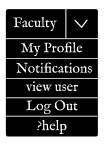 Faculty
My Profile
Notifications
view user
Log Out
?help